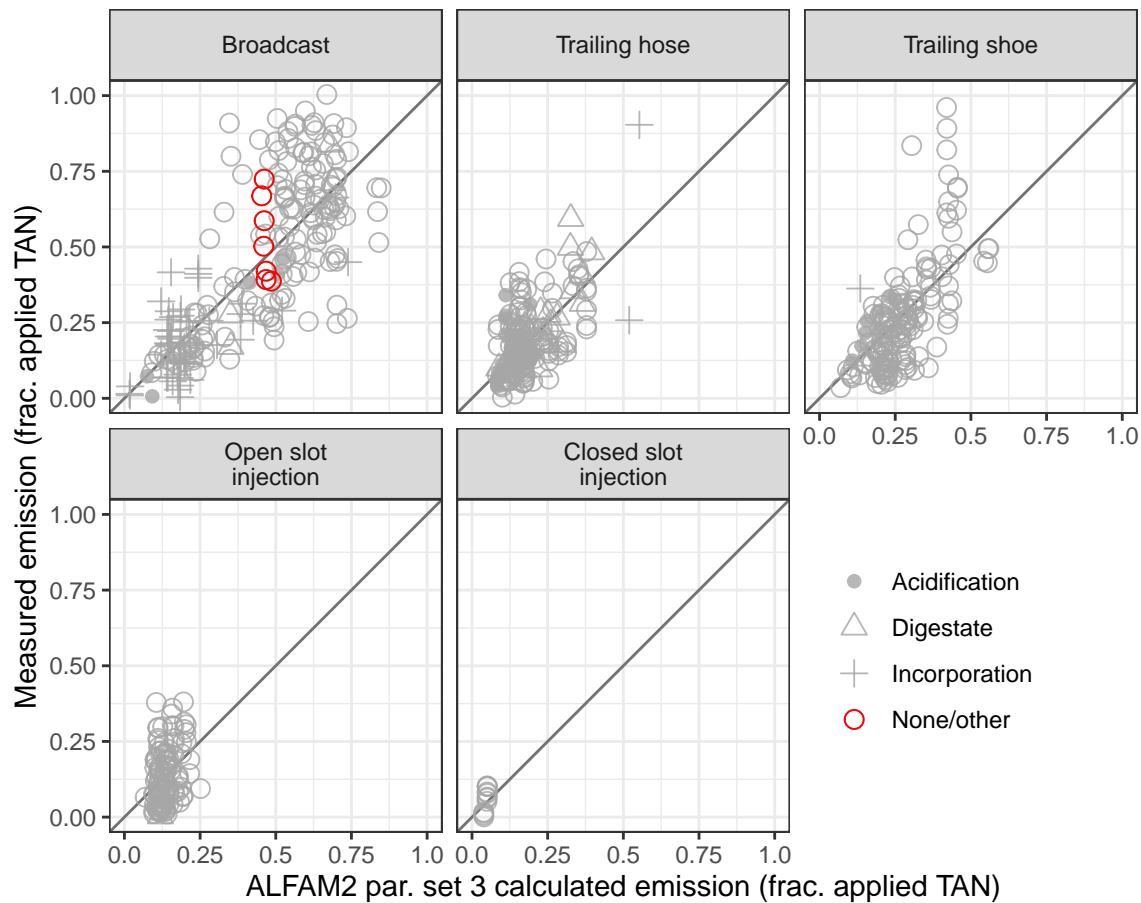 Broadcast
Trailing hose
Trailing shoe
1.00
0.75
0.50
0.25
0.00
0.0 0.25 0.50 0.75 1.0
Open slot
injection
Closed slot
injection
1.00
0.75
0.50
0.25
0.00
0.0 0.25 0.50 0.75 1.0
0.0 0.25 0.50 0.75 1.0
Measured emission (frac. applied TAN)
ALFAM2 par. set 3 calculated emission (frac. applied TAN)
Acidification
Digestate
Incorporation
None/other